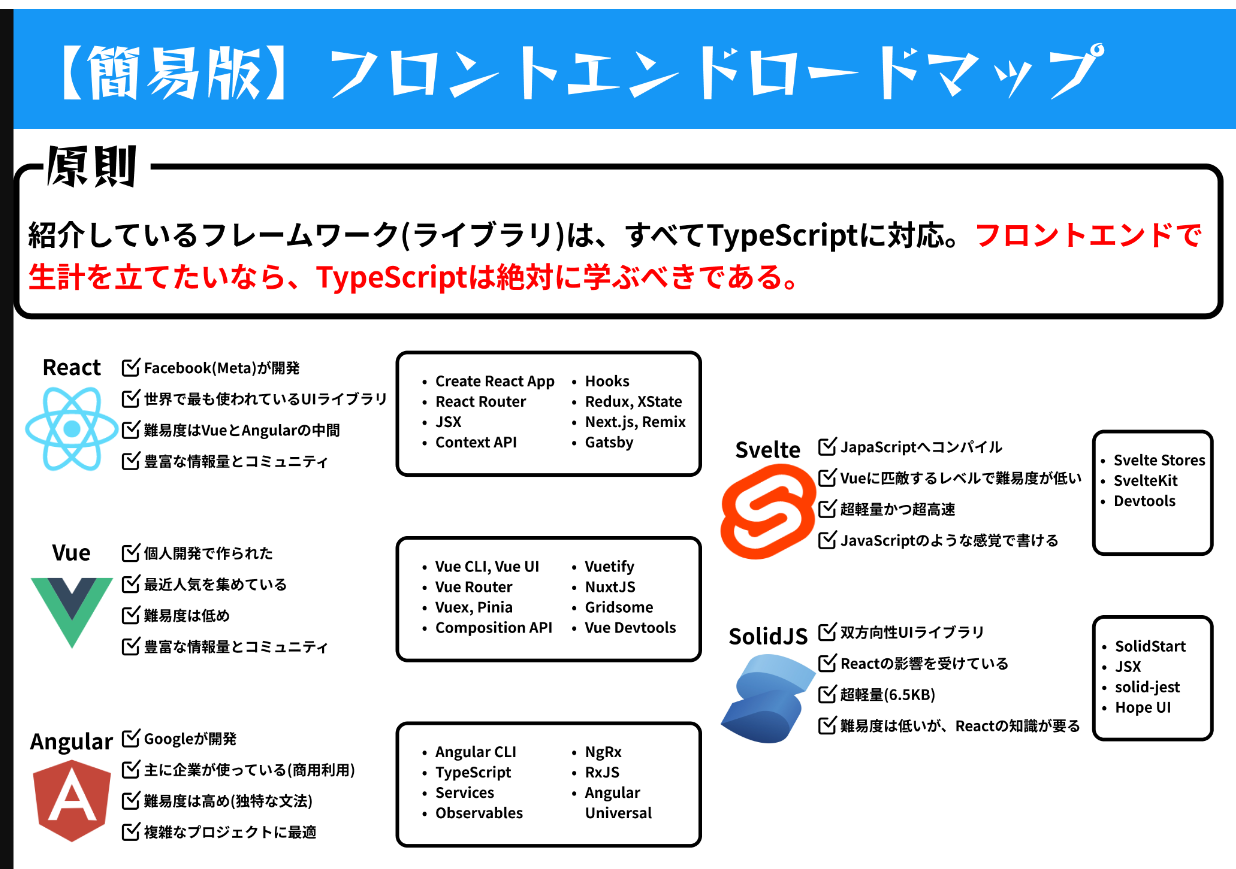 【簡易版】フロントエンドロードマップ
原則
紹介しているフレームワーク(ライブラリ)は、すべてTypeScriptに対応。フロントエンドで
生計を立てたいなら、TypeScriptは絶対に学ぶべきである。
React
Facebook(Meta)が開発
世界で最も使われているUIライブラリ
難易度はVueとAngularの中間
豊富な情報量とコミュニティ
• Create React App
• React Router
• JSX
• Context API
• Hooks
• Redux, XState
• Next.js, Remix
• Gatsby
Vue
個人開発で作られた
最近人気を集めている
難易度は低め
豊富な情報量とコミュニティ
• Vue CLI, Vue UI
• Vue Router
• Vuex, Pinia
• Composition API
• Vuetify
• NuxtJS
• Gridsome
• Vue Devtools
Angular
Googleが開発
主に企業が使っている(商用利用)
難易度は高め(独特な文法)
複雑なプロジェクトに最適
• Angular CLI
• TypeScript
• Services
• Observables
• NgRx
• RxJS
• Angular
Universal
Svelte
JapaScriptへコンパイル
Vueに匹敵するレベルで難易度が低い
超軽量かつ超高速
JavaScriptのような感覚で書ける
• Svelte Stores
• SvelteKit
• Devtools
SolidJS
双方向性UIライブラリ
Reactの影響を受けている
超軽量(6.5KB)
難易度は低いが、Reactの知識が要る
• SolidStart
• JSX
• solid-jest
• Hope UI